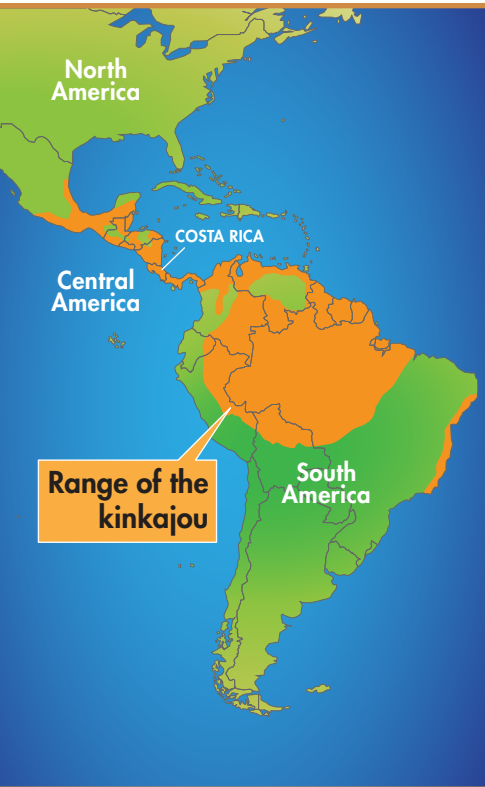 North
America
COSTA RICA
Central
America
Range of the
kinkajou
South
America